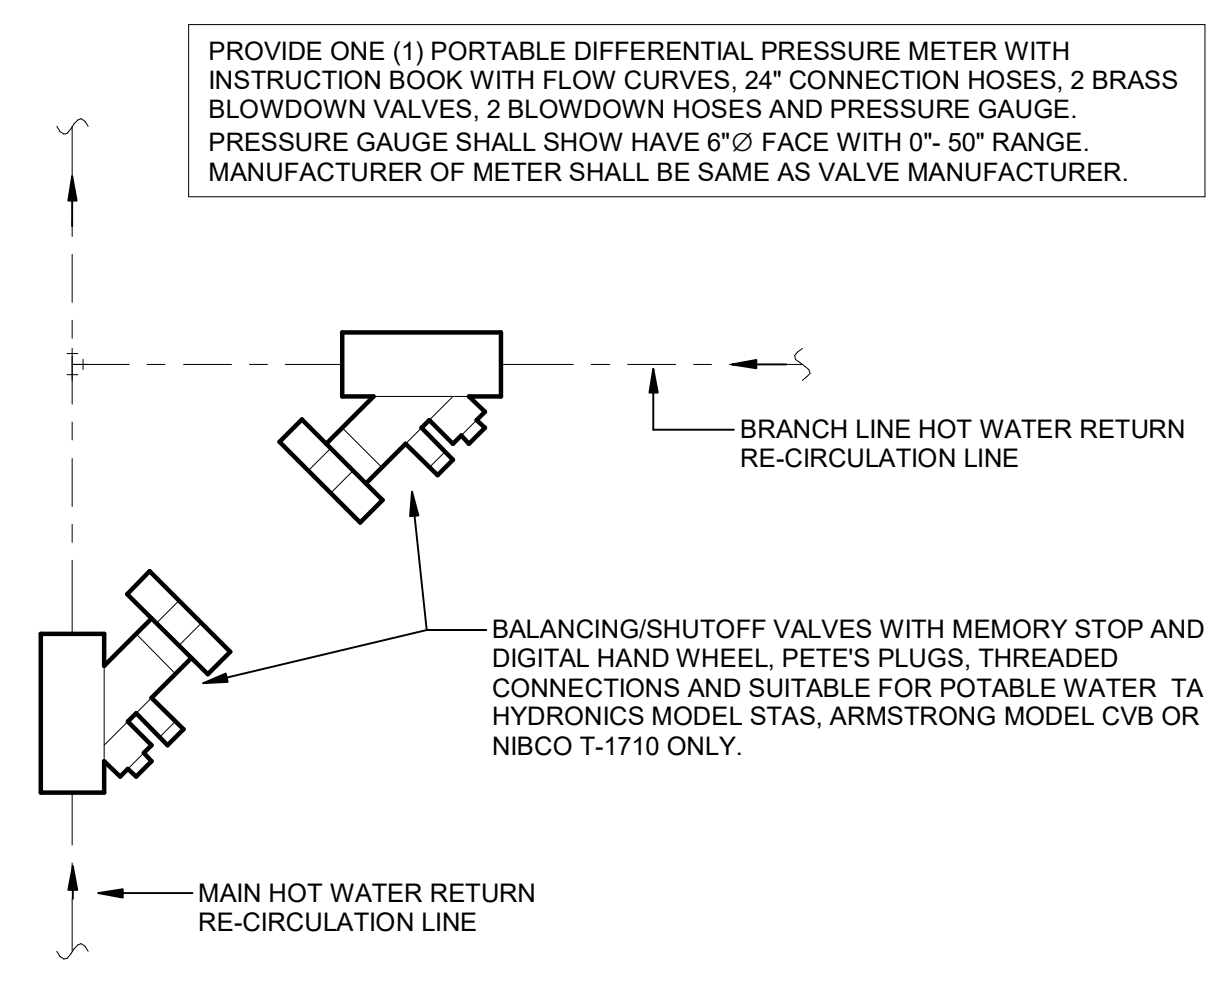 PROVIDE ONE (1) PORTABLE DIFFERENTIAL PRESSURE METER WITH
INSTRUCTION BOOK WITH FLOW CURVES, 24" CONNECTION HOSES, 2 BRASS
BLOWDOWN VALVES, 2 BLOWDOWN HOSES AND PRESSURE GAUGE.
PRESSURE GAUGE SHALL SHOW HAVE 6"∅ FACE WITH 0"- 50" RANGE.
MANUFACTURER OF METER SHALL BE SAME AS VALVE MANUFACTURER.
BRANCH LINE HOT WATER RETURN
RE-CIRCULATION LINE
BALANCING/SHUTOFF VALVES WITH MEMORY STOP AND
DIGITAL HAND WHEEL, PETE'S PLUGS, THREADED
CONNECTIONS AND SUITABLE FOR POTABLE WATER  TA
HYDRONICS MODEL STAS, ARMSTRONG MODEL CVB OR
NIBCO T-1710 ONLY.
MAIN HOT WATER RETURN
RE-CIRCULATION LINE